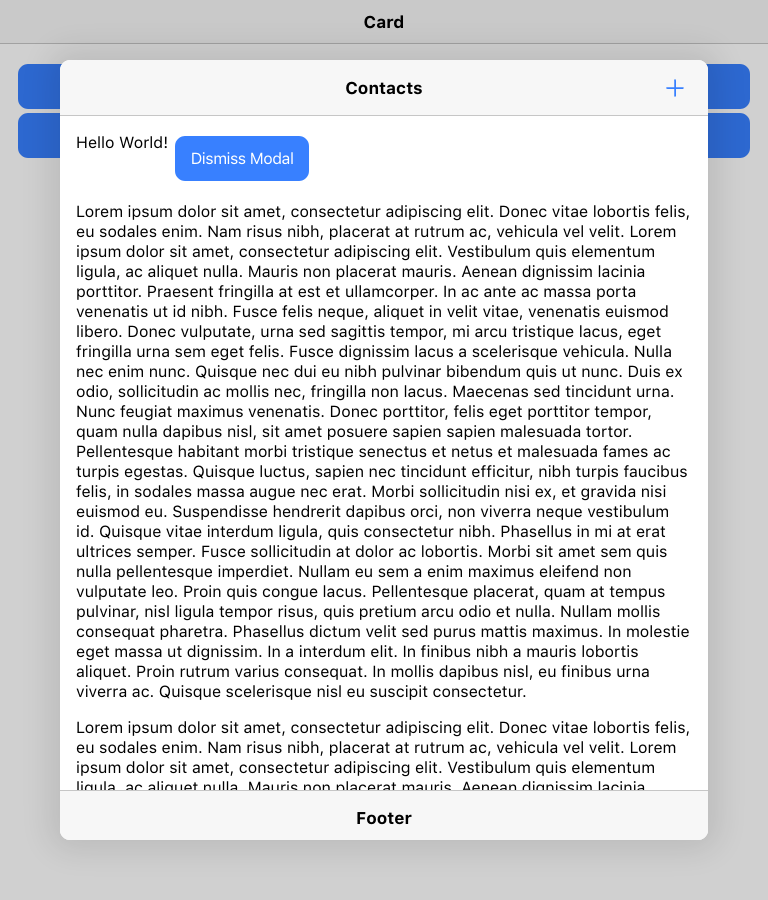 Card
Contacts
Hello World!
Dismiss Modal
Lorem ipsum dolor sit amet, consectetur adipiscing elit. Donec vitae lobortis felis,
eu sodales enim. Nam risus nibh, placerat at rutrum ac, vehicula vel velit. Lorem
ipsum dolor sit amet, consectetur adipiscing elit. Vestibulum quis elementum
ligula, ac aliquet nulla. Mauris non placerat mauris. Aenean dignissim lacinia
porttitor. Praesent fringilla at est et ullamcorper. In ac ante ac massa porta
venenatis ut id nibh. Fusce felis neque, aliquet in velit vitae, venenatis euismod
libero. Donec vulputate, urna sed sagittis tempor, mi arcu tristique lacus, eget
fringilla urna sem eget felis. Fusce dignissim lacus a scelerisque vehicula. Nulla
nec enim nunc. Quisque nec dui eu nibh pulvinar bibendum quis ut nunc. Duis ex
odio, sollicitudin ac mollis nec, fringilla non lacus. Maecenas sed tincidunt urna.
Nunc feugiat maximus venenatis. Donec porttitor, felis eget porttitor tempor,
quam nulla dapibus nisl, sit amet posuere sapien sapien malesuada tortor.
Pellentesque habitant morbi tristique senectus et netus et malesuada fames ac
turpis egestas. Quisque luctus, sapien nec tincidunt efficitur, nibh turpis faucibus
felis, in sodales massa augue nec erat. Morbi sollicitudin nisi ex, et gravida nisi
euismod eu. Suspendisse hendrerit dapibus orci, non viverra neque vestibulum
id. Quisque vitae interdum ligula, quis consectetur nibh. Phasellus in mi at erat
ultrices semper. Fusce sollicitudin at dolor ac lobortis. Morbi sit amet sem quis
nulla pellentesque imperdiet. Nullam eu sem a enim maximus eleifend non
vulputate leo. Proin quis congue lacus. Pellentesque placerat, quam at tempus
pulvinar, nisl ligula tempor risus, quis pretium arcu odio et nulla. Nullam mollis
consequat pharetra. Phasellus dictum velit sed purus mattis maximus. In molestie
eget massa ut dignissim. In a interdum elit. In finibus nibh a mauris lobortis
aliquet. Proin rutrum varius consequat. In mollis dapibus nisl, eu finibus urna
viverra ac. Quisque scelerisque nisl eu suscipit consectetur.
Lorem ipsum dolor sit amet, consectetur adipiscing elit. Donec vitae lobortis felis,
eu sodales enim. Nam risus nibh, placerat at rutrum ac, vehicula vel velit. Lorem
ipsum dolor sit amet, consectetur adipiscing elit. Vestibulum quis elementum
ligula, ac aliquet nulla. Mauris non placerat mauris. Aenean dignissim lacinia
Footer